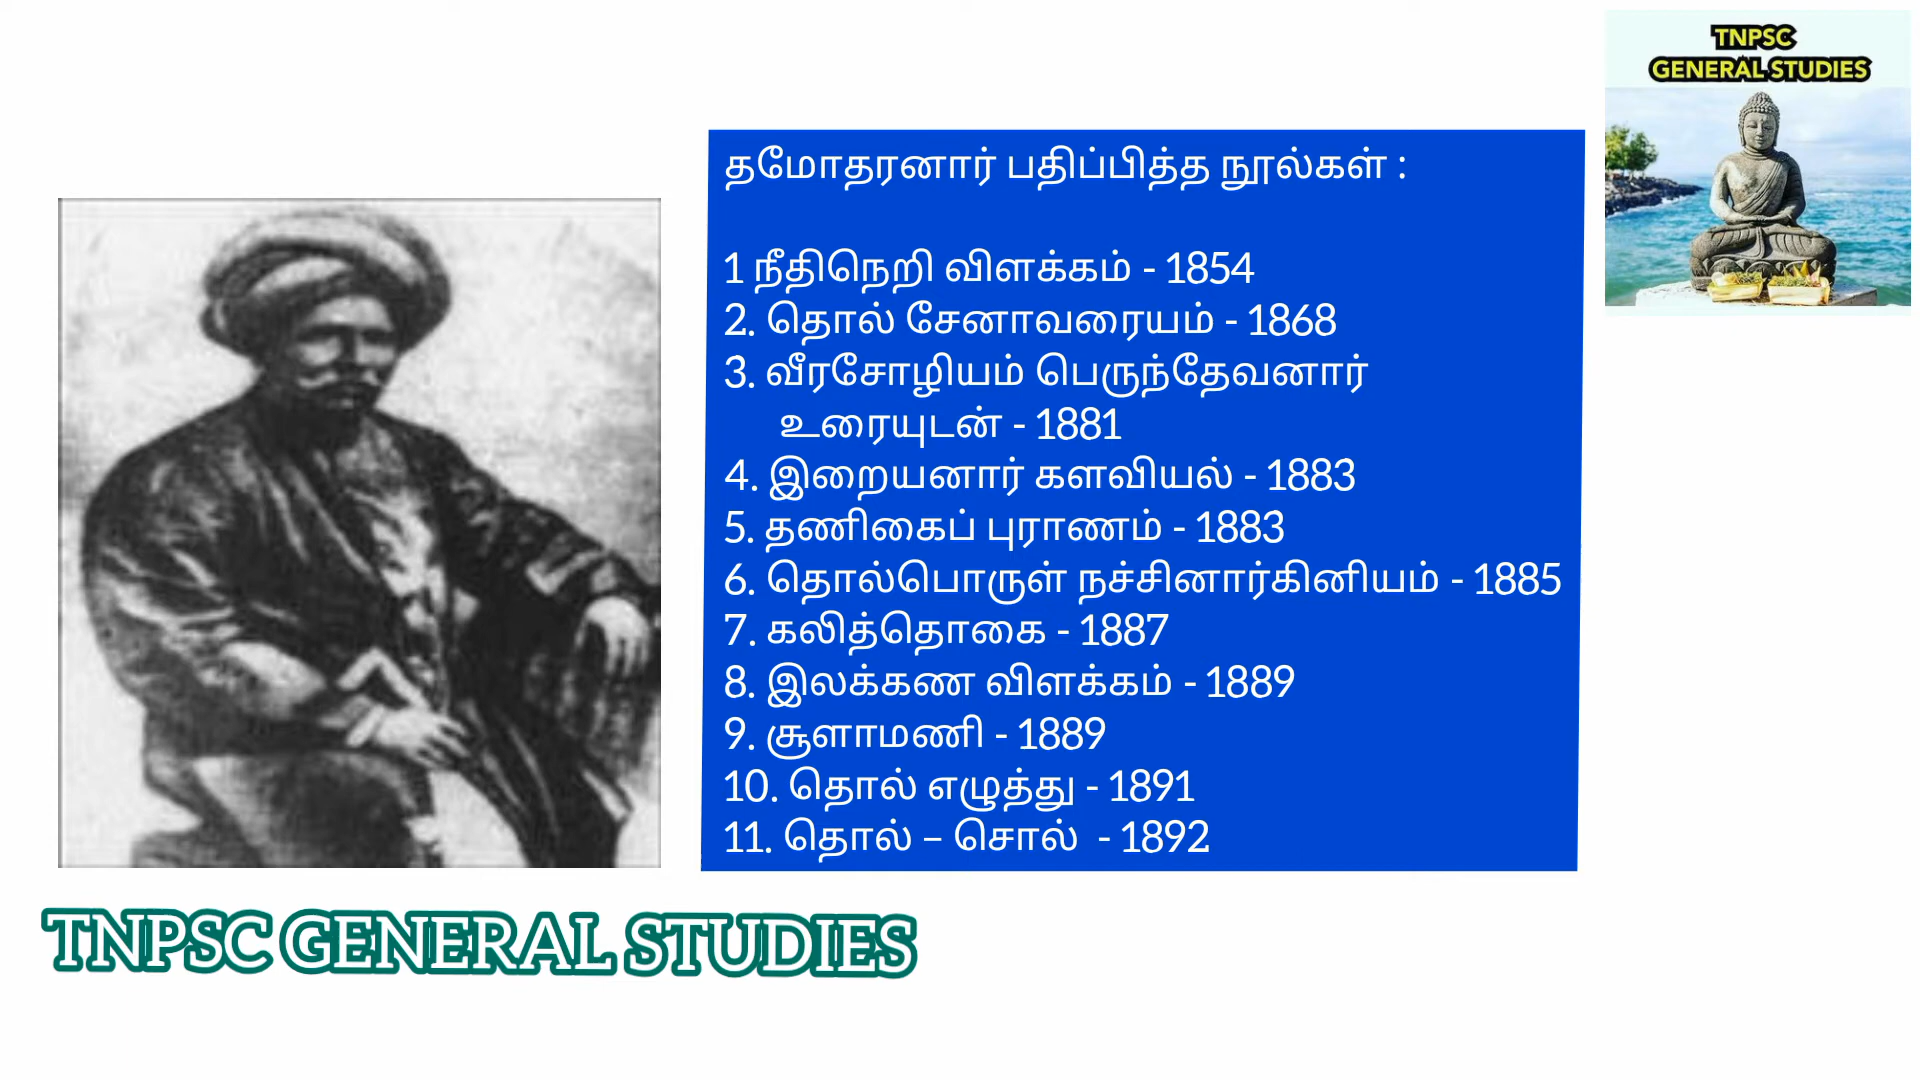 TNPSC
GENERAL STUDIES
தமோதரனார் பதிப்பித்த நூல்கள் :
1 நீதிநெறி விளக்கம் - 1854
2. தொல் சேனாவரையம் - 1868
3. வீரசோழியம் பெருந்தேவனார்
உரையுடன் - 1881
4. இறையனார் களவியல் - 1883
5. தணிகைப் புராணம் - 1883
6. தொல்பொருள் நச்சினார்கினியம் - 1885
7. கலித்தொகை - 1887
8. இலக்கண விளக்கம் - 1889
9. சூளாமணி - 1889
10. தொல் எழுத்து - 1891
11. தொல் – சொல் - 1892
TNPSC GENERAL STUDIES